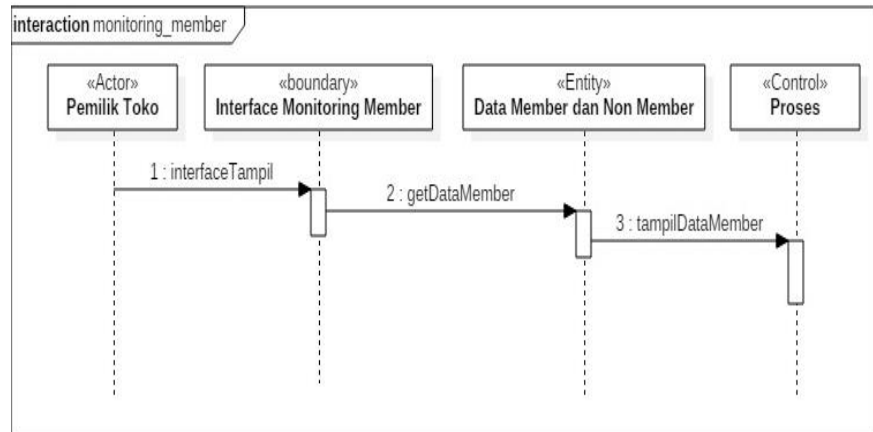 interaction monitoring_member
«Actor»
Pemilik Toko
«boundary»
Interface Monitoring Member
«Entity»
Data Member dan Non Member
«Control»
Proses
1 : interfaceTampil
2 : getDataMember
3 : tampilDataMember